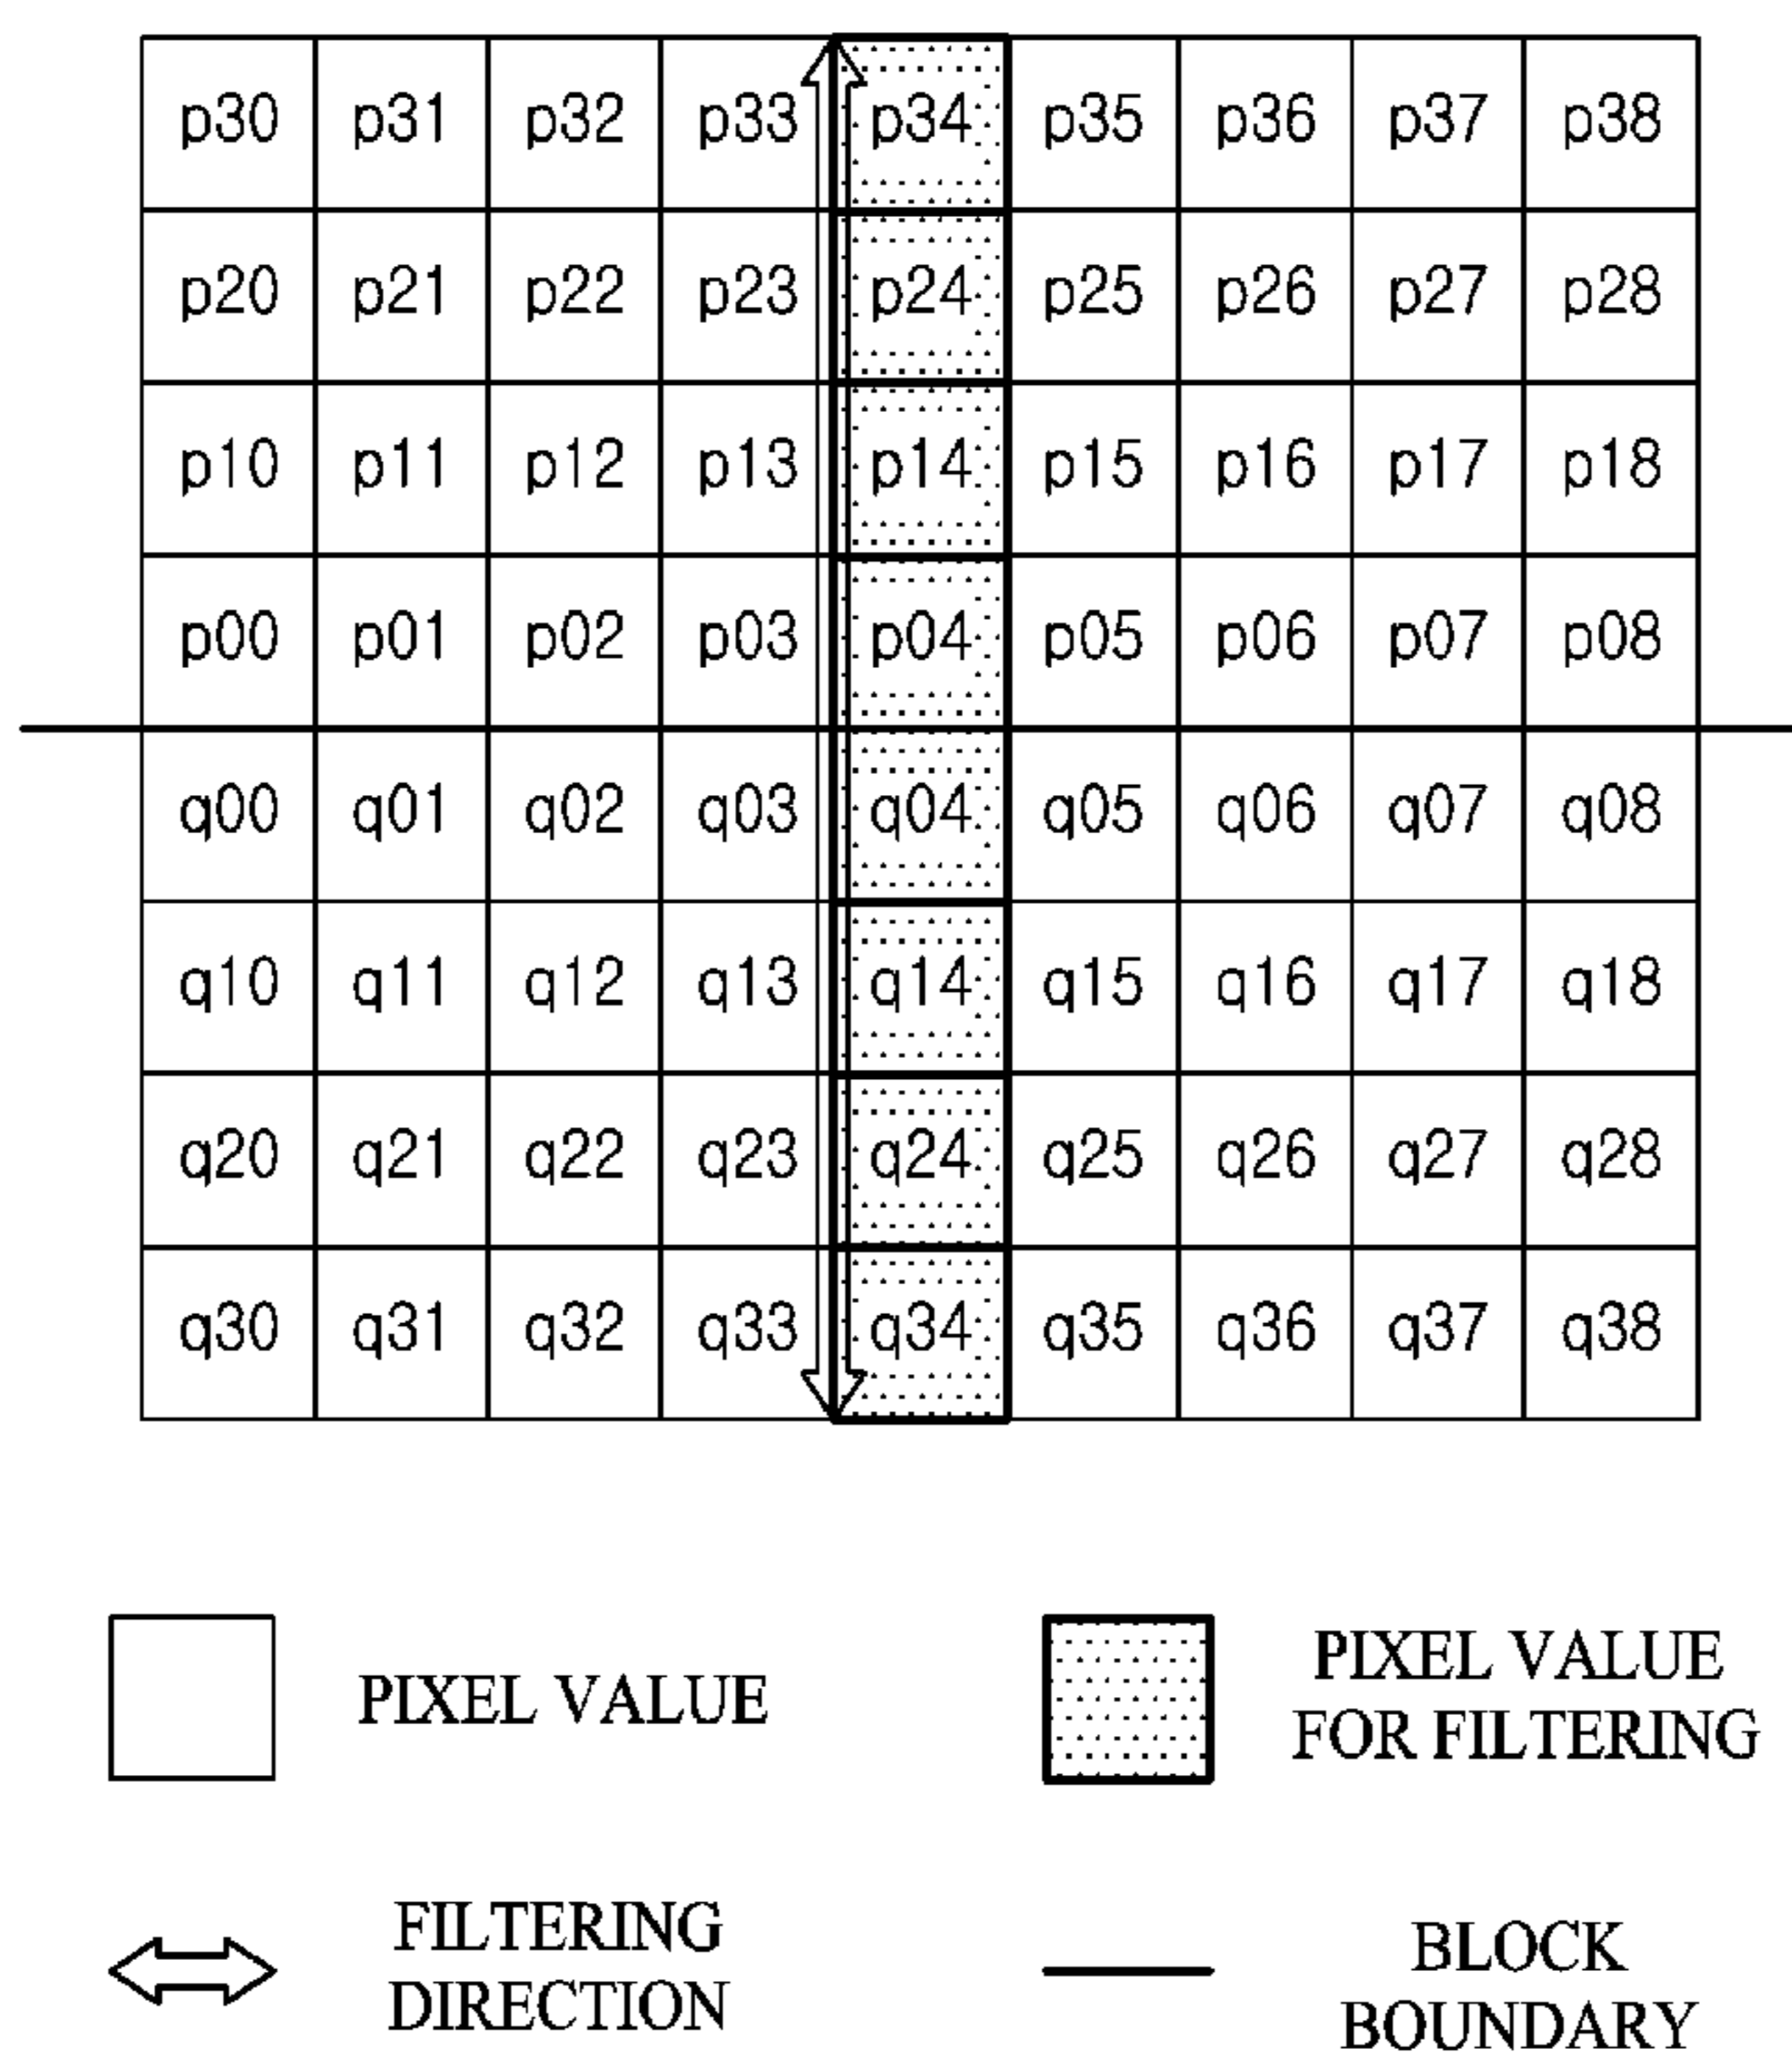 p30 p31 p32 p33 p34 p35 p36 p37 p38
p20 p21 p22 p23 p24 p25 p26 p27 p28
p10 p11 p12 p13 p14 p15 p16 p17 p18
p00 p01 p02 p03 p04 p05 p06 p07 p08
q00 q01 q02 q03 q04 q05 q06 q07 q08
q10 q11 q12 q13 q14 q15 q16 q17 q18
q20 q21 q22 q23 q24 q25 q26 q27 q28
q30 q31 q32 q33 q34 q35 q36 q37 q38
PIXEL VALUE
PIXEL VALUE
FOR FILTERING
FILTERING
DIRECTION
BLOCK
BOUNDARY